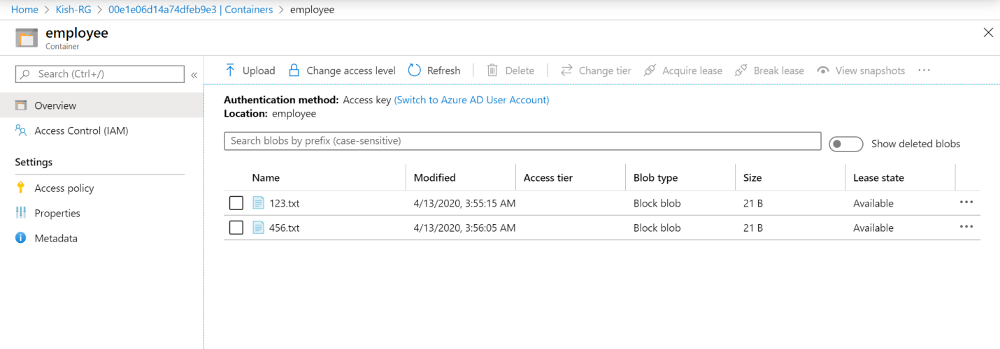 Home > Kish-RG > 00e1e06d14a74dfeb9e3 | Containers > employee
employee
Container
Search (Ctrl+/) «
Upload Change access level Refresh Delete Change tier Acquire lease Break lease View snapshots ...
Overview
Access Control (IAM)
Settings
Access policy
Properties
Metadata
Authentication method: Access key (Switch to Azure AD User Account)
Location: employee
Search blobs by prefix (case-sensitive) Show deleted blobs
Name Modified Access tier Blob type Size Lease state
123.txt 4/13/2020, 3:55:15 AM Block blob 21 B Available ...
456.txt 4/13/2020, 3:56:05 AM Block blob 21 B Available ...